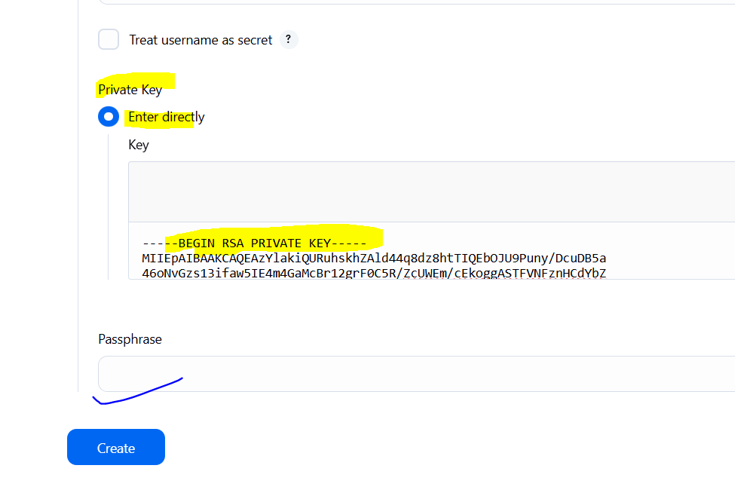 Treat username as secret ?
Private Key
Enter directly
Key
-----BEGIN RSA PRIVATE KEY-----
MIIEpAIBAAKCAQEAzYlakiQURuhskhZAld44q8dz8htTIQEbOJU9Puny/DcuDB5a
46oNvGzs13ifaw5IE4m4GaMcBr12grF0C5R/ZcUWEm/cEkoggASTFVNFznHCdYbZ
Passphrase
Create